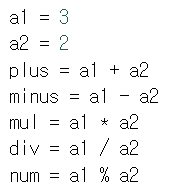 a1 = 3
a2 = 2
plus = a1 + a2
minus = a1 - a2
mul = a1 * a2
div = a1 / a2
num = a1 % a2